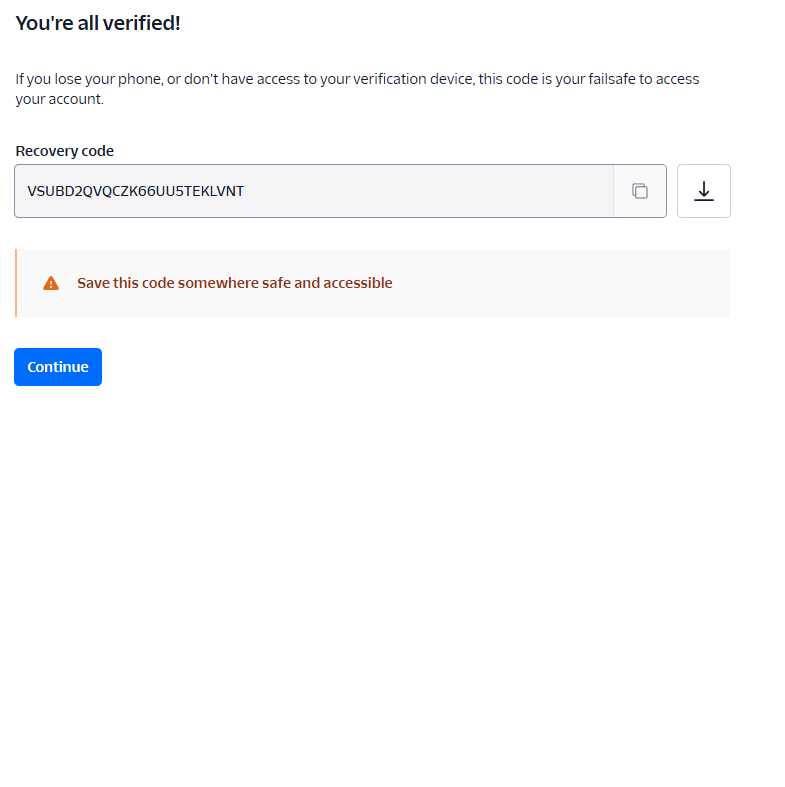 You're all verified!
If you lose your phone, or don't have access to your verification device, this code is your failsafe to access
your account.
Recovery code
VSUBD2QVQCZK66UU5TEKLVNT
Save this code somewhere safe and accessible
Continue